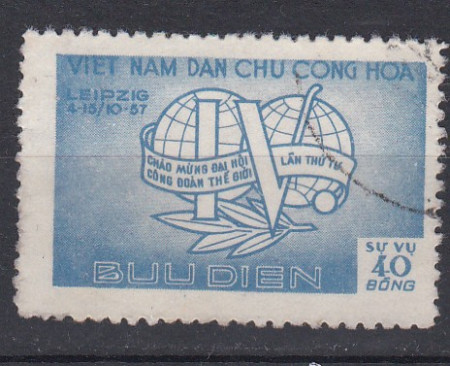 VIET NAM DAN CHU CONG HOA
LEIPZIG
4-15/10-57
IV
CHÀO MỪNG ĐẠI HỘI
CÔNG ĐOÀN THẾ GIỚI
LẦN THỨ TƯ
SỰ VỤ
40
ĐỒNG
BUU DIEN